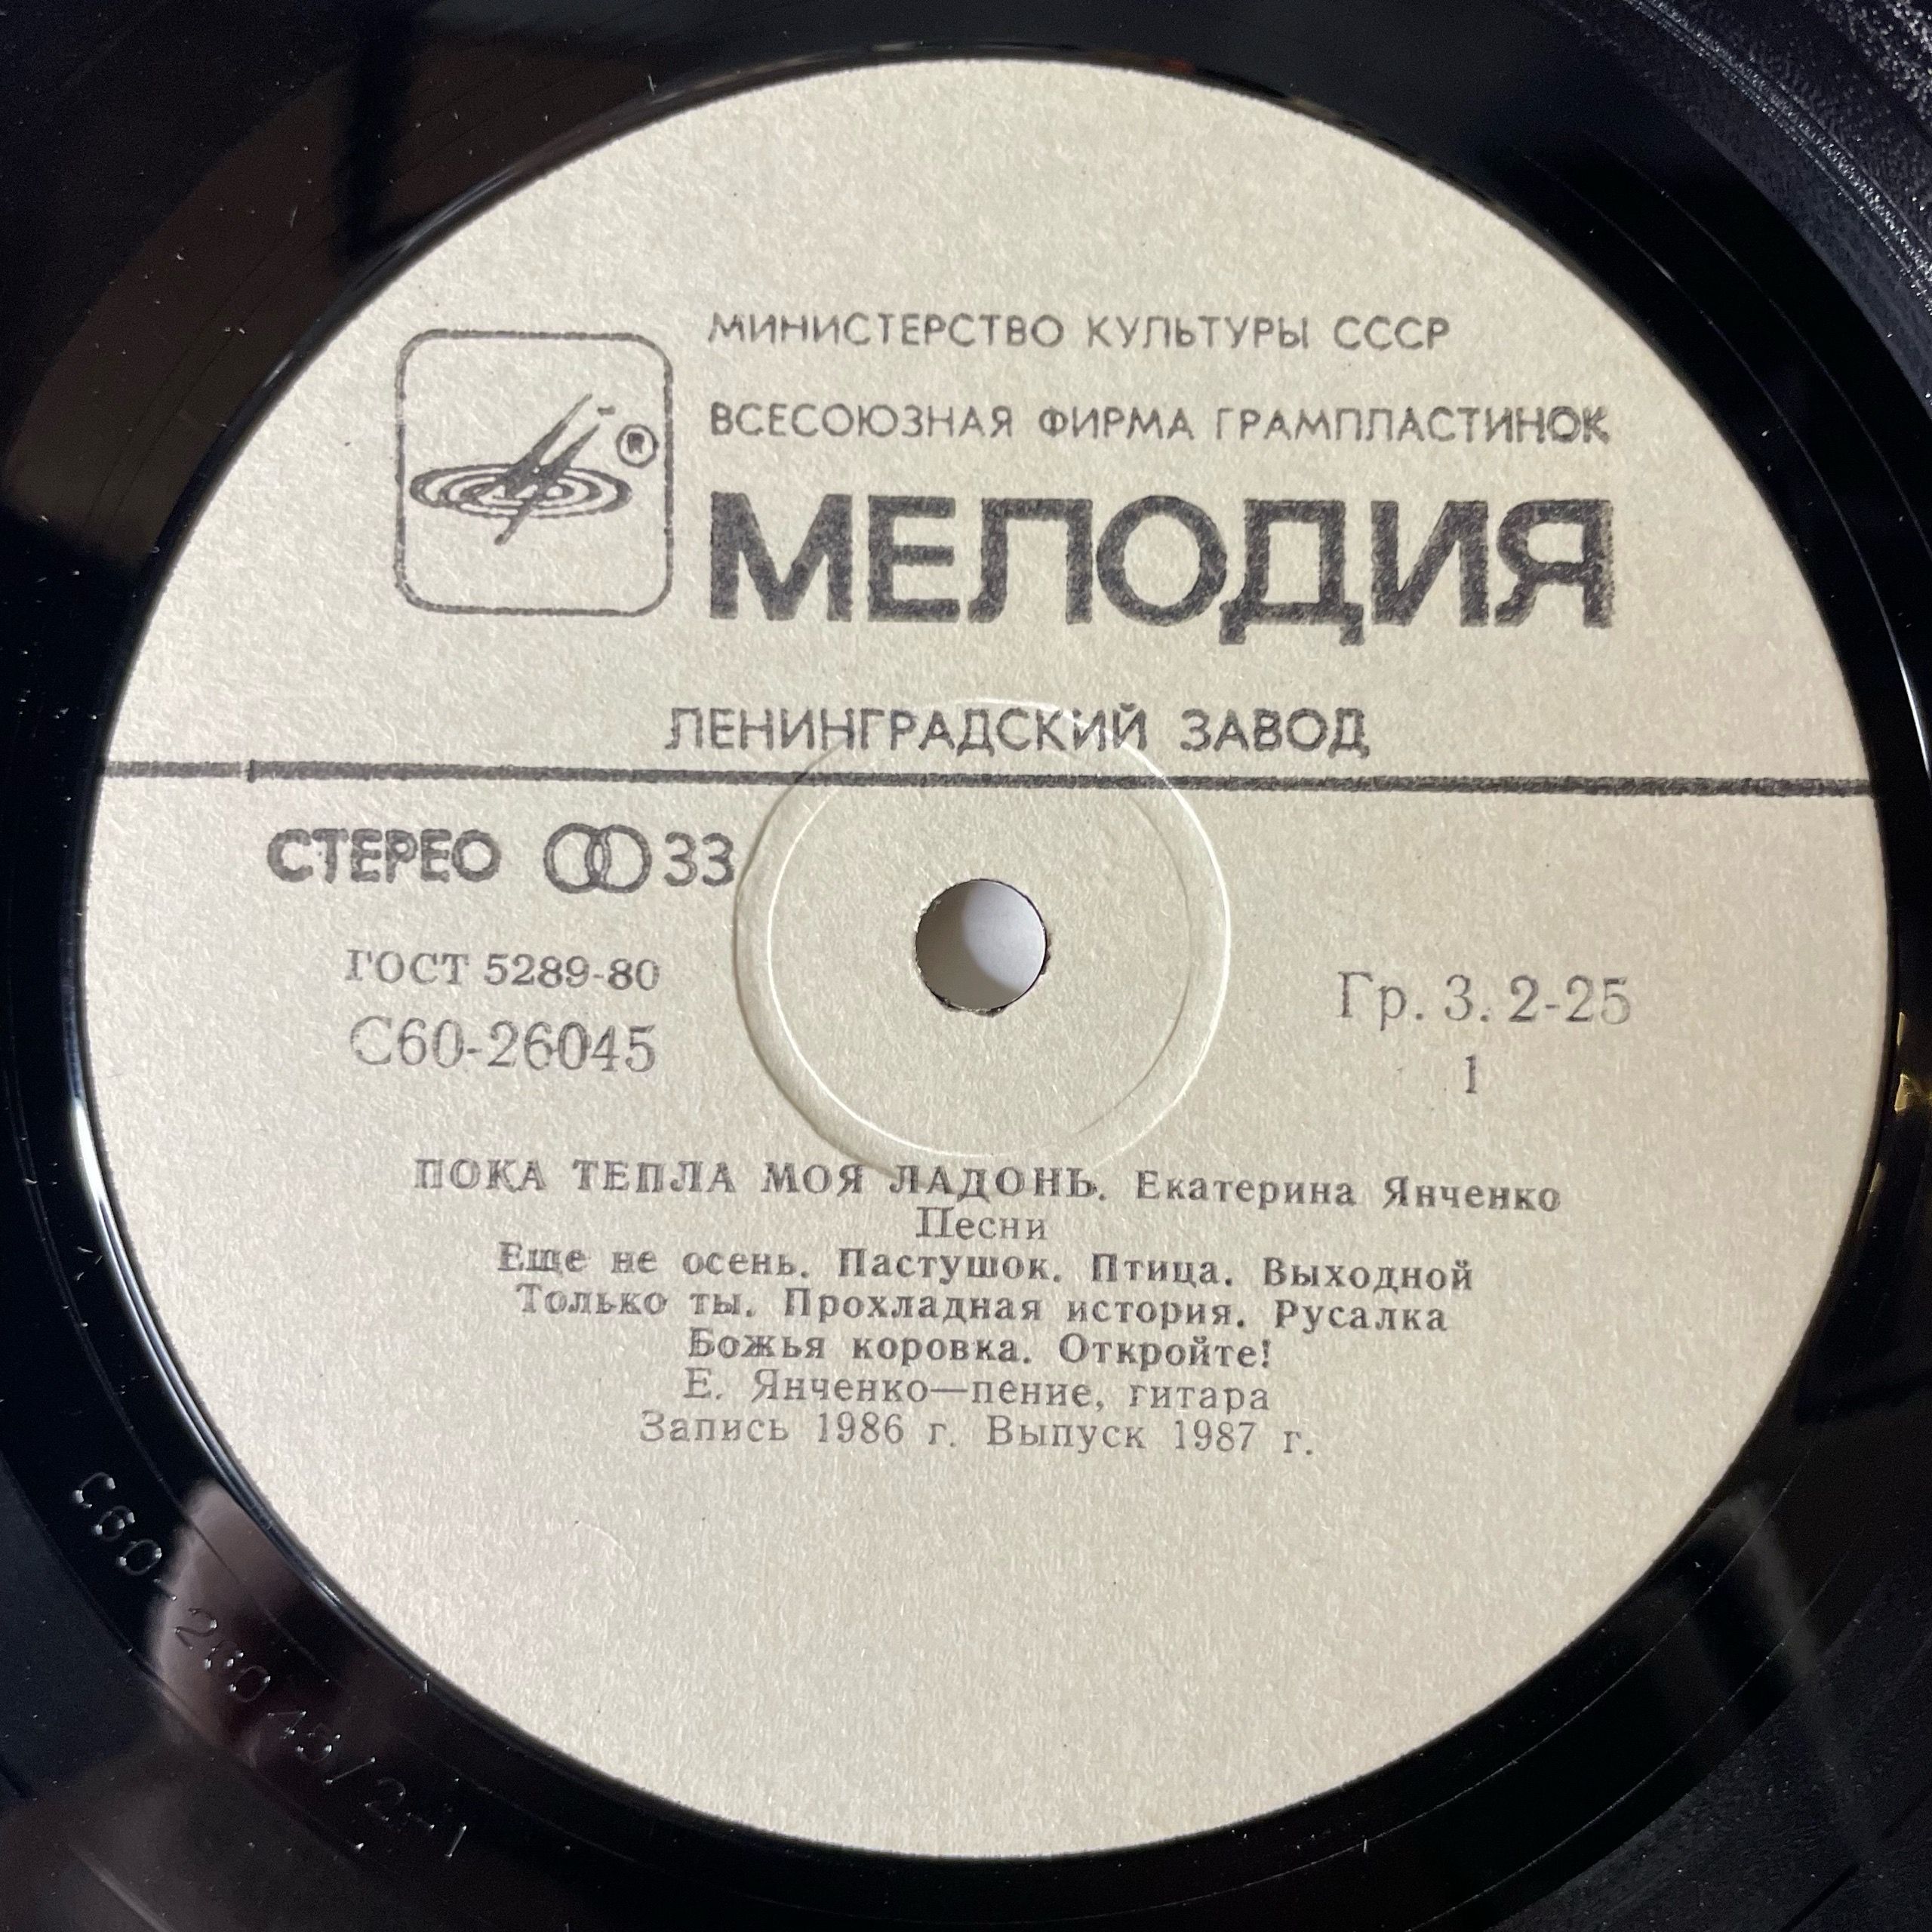 МИНИСТЕРСТВО КУЛЬТУРЫ СССР
ВСЕСОЮЗНАЯ ФИРМА ГРАМПЛАСТИНОК
®
МЕЛОДИЯ
ЛЕНИНГРАДСКИЙ ЗАВОД
СТЕРЕО 33
ГОСТ 5289-80
С60-26045
Гр. 3. 2-25
1
ПОКА ТЕПЛА МОЯ ЛАДОНЬ. Екатерина Янченко
Песни
Еще не осень. Пастушок. Птица. Выходной
Только ты. Прохладная история. Русалка
Божья коровка. Откройте!
Е. Янченко—пение, гитара
Запись 1986 г. Выпуск 1987 г.